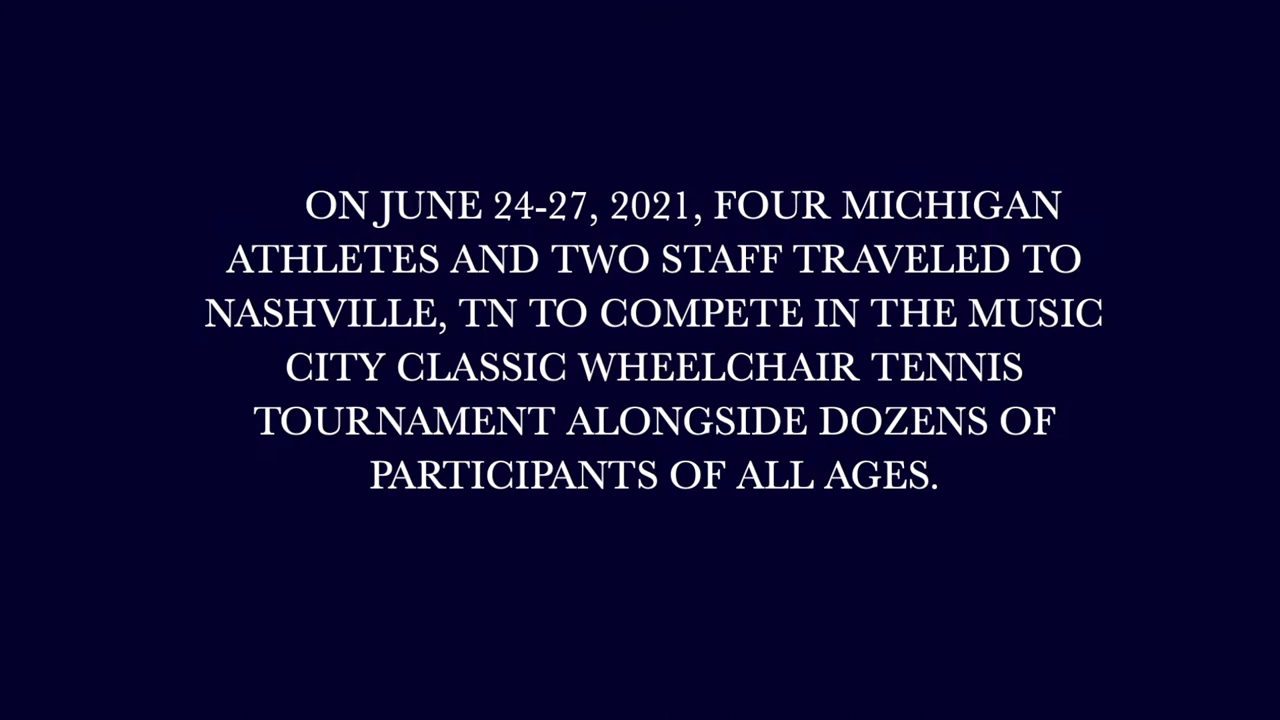 ON JUNE 24-27, 2021, FOUR MICHIGAN
ATHLETES AND TWO STAFF TRAVELED TO
NASHVILLE, TN TO COMPETE IN THE MUSIC
CITY CLASSIC WHEELCHAIR TENNIS
TOURNAMENT ALONGSIDE DOZENS OF
PARTICIPANTS OF ALL AGES.